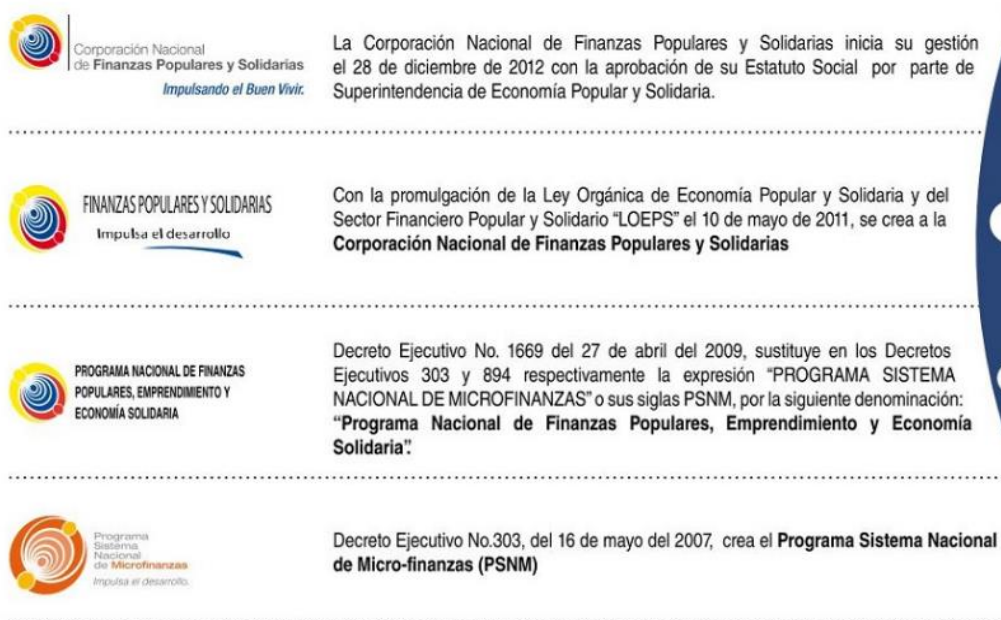 Corporación Nacional
de Finanzas Populares y Solidarias
Impulsando el Buen Vivir.
La Corporación Nacional de Finanzas Populares y Solidarias inicia su gestión
el 28 de diciembre de 2012 con la aprobación de su Estatuto Social por parte de
Superintendencia de Economía Popular y Solidaria.
FINANZAS POPULARES Y SOLIDARIAS
Impulsa el desarrollo
Con la promulgación de la Ley Orgánica de Economía Popular y Solidaria y del
Sector Financiero Popular y Solidario “LOEPS” el 10 de mayo de 2011, se crea a la
Corporación Nacional de Finanzas Populares y Solidarias
PROGRAMA NACIONAL DE FINANZAS
POPULARES, EMPRENDIMIENTO Y
ECONOMÍA SOLIDARIA
Decreto Ejecutivo No. 1669 del 27 de abril del 2009, sustituye en los Decretos
Ejecutivos 303 y 894 respectivamente la expresión “PROGRAMA SISTEMA
NACIONAL DE MICROFINANZAS” o sus siglas PSNM, por la siguiente denominación:
“Programa Nacional de Finanzas Populares, Emprendimiento y Economía
Solidaria”.
Programa
Sistema
Nacional
de Microfinanzas
Impulsa el desarrollo.
Decreto Ejecutivo No.303, del 16 de mayo del 2007, crea el Programa Sistema Nacional
de Micro-finanzas (PSNM)